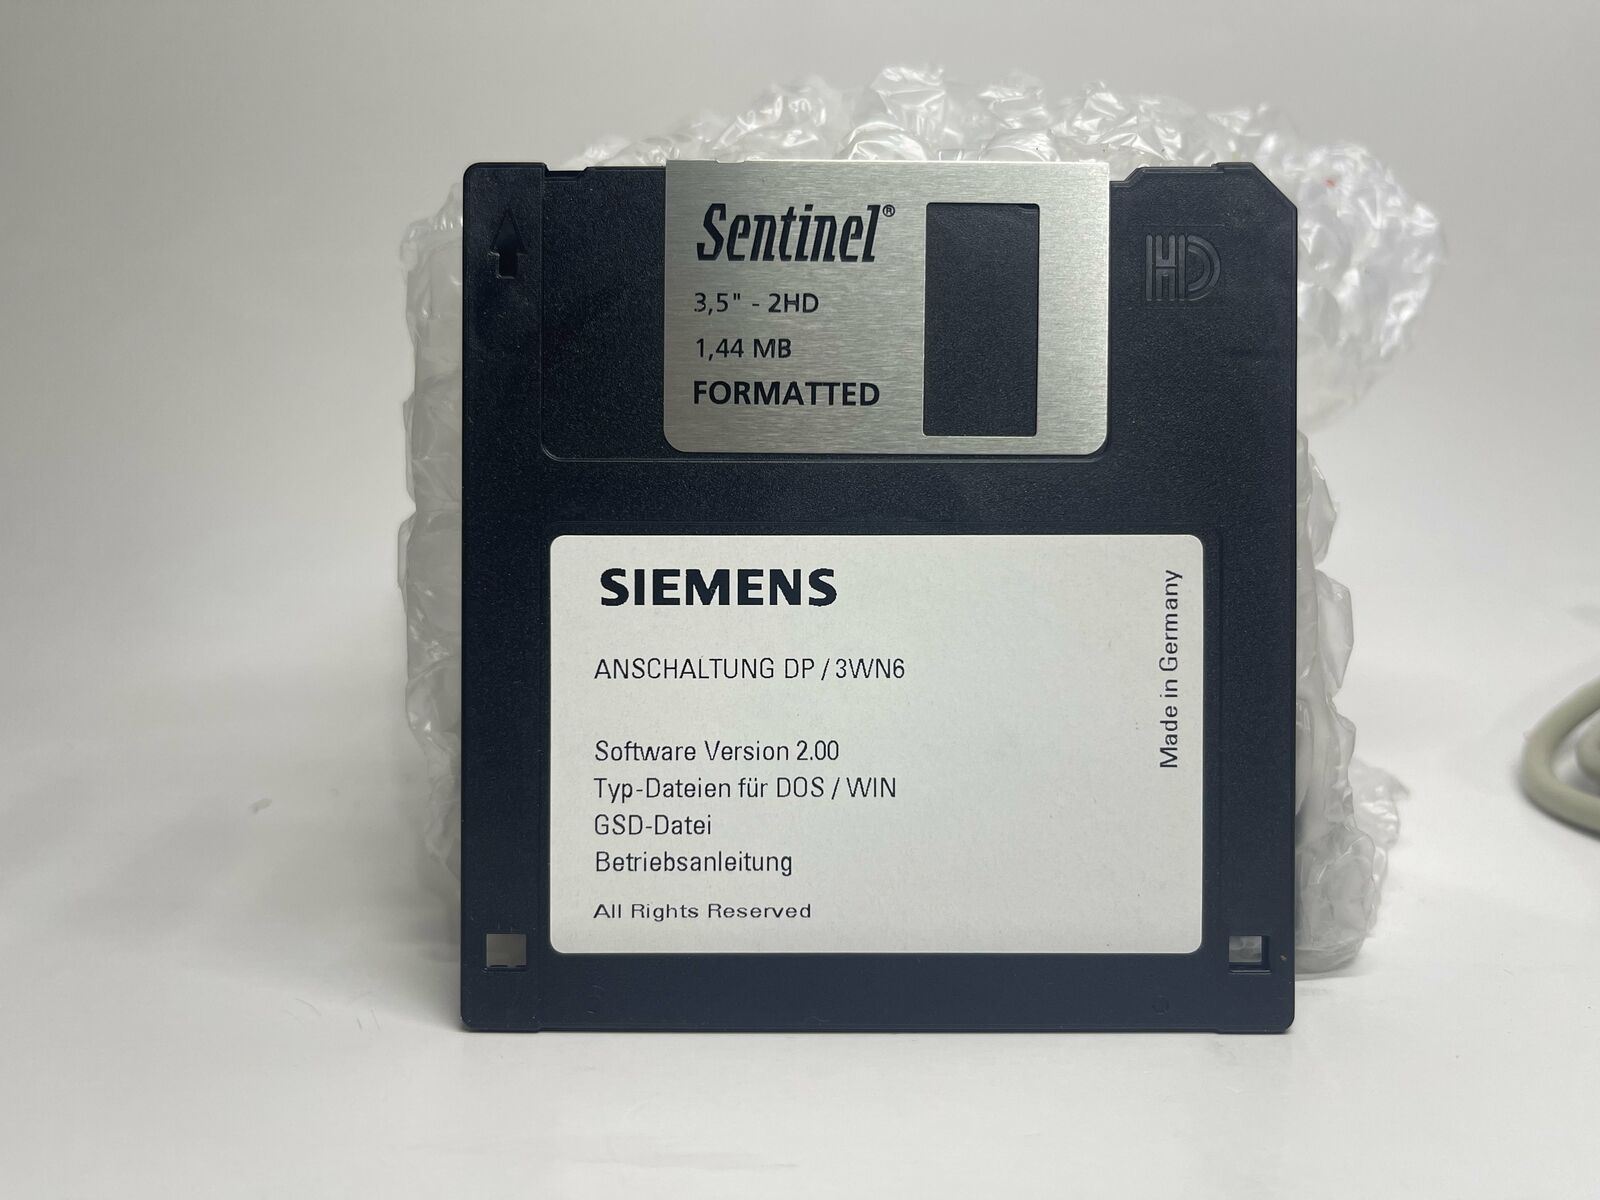 Sentinel®
3,5" - 2HD
1,44 MB
FORMATTED
HD
SIEMENS
ANSCHALTUNG DP / 3WN6
Software Version 2.00
Typ-Dateien für DOS / WIN
GSD-Datei
Betriebsanleitung
All Rights Reserved
Made in Germany